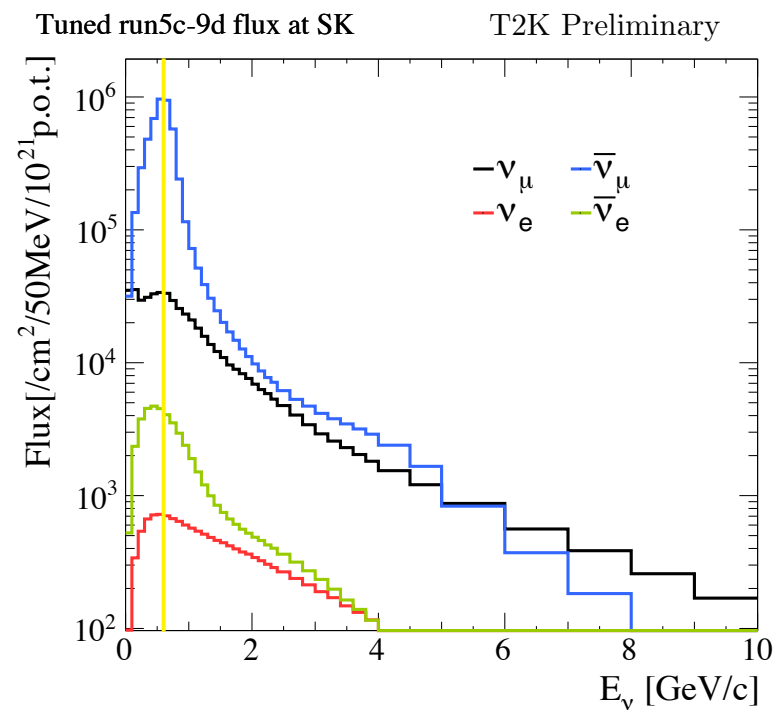 Tuned run5c-9d flux at SK T2K Preliminary
Flux[/cm²/50MeV/10²¹p.o.t.]
10⁶
10⁵
10⁴
10³
10²
ν_μ ν̅_μ
ν_e ν̅_e
0 2 4 6 8 10
E_ν [GeV/c]